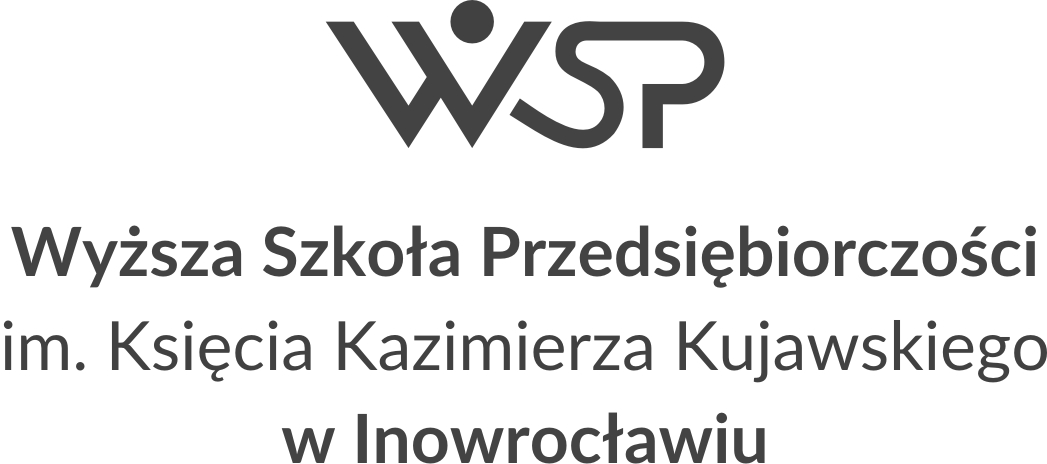 WSP
Wyższa Szkoła Przedsiębiorczości
im. Księcia Kazimierza Kujawskiego
w Inowrocławiu